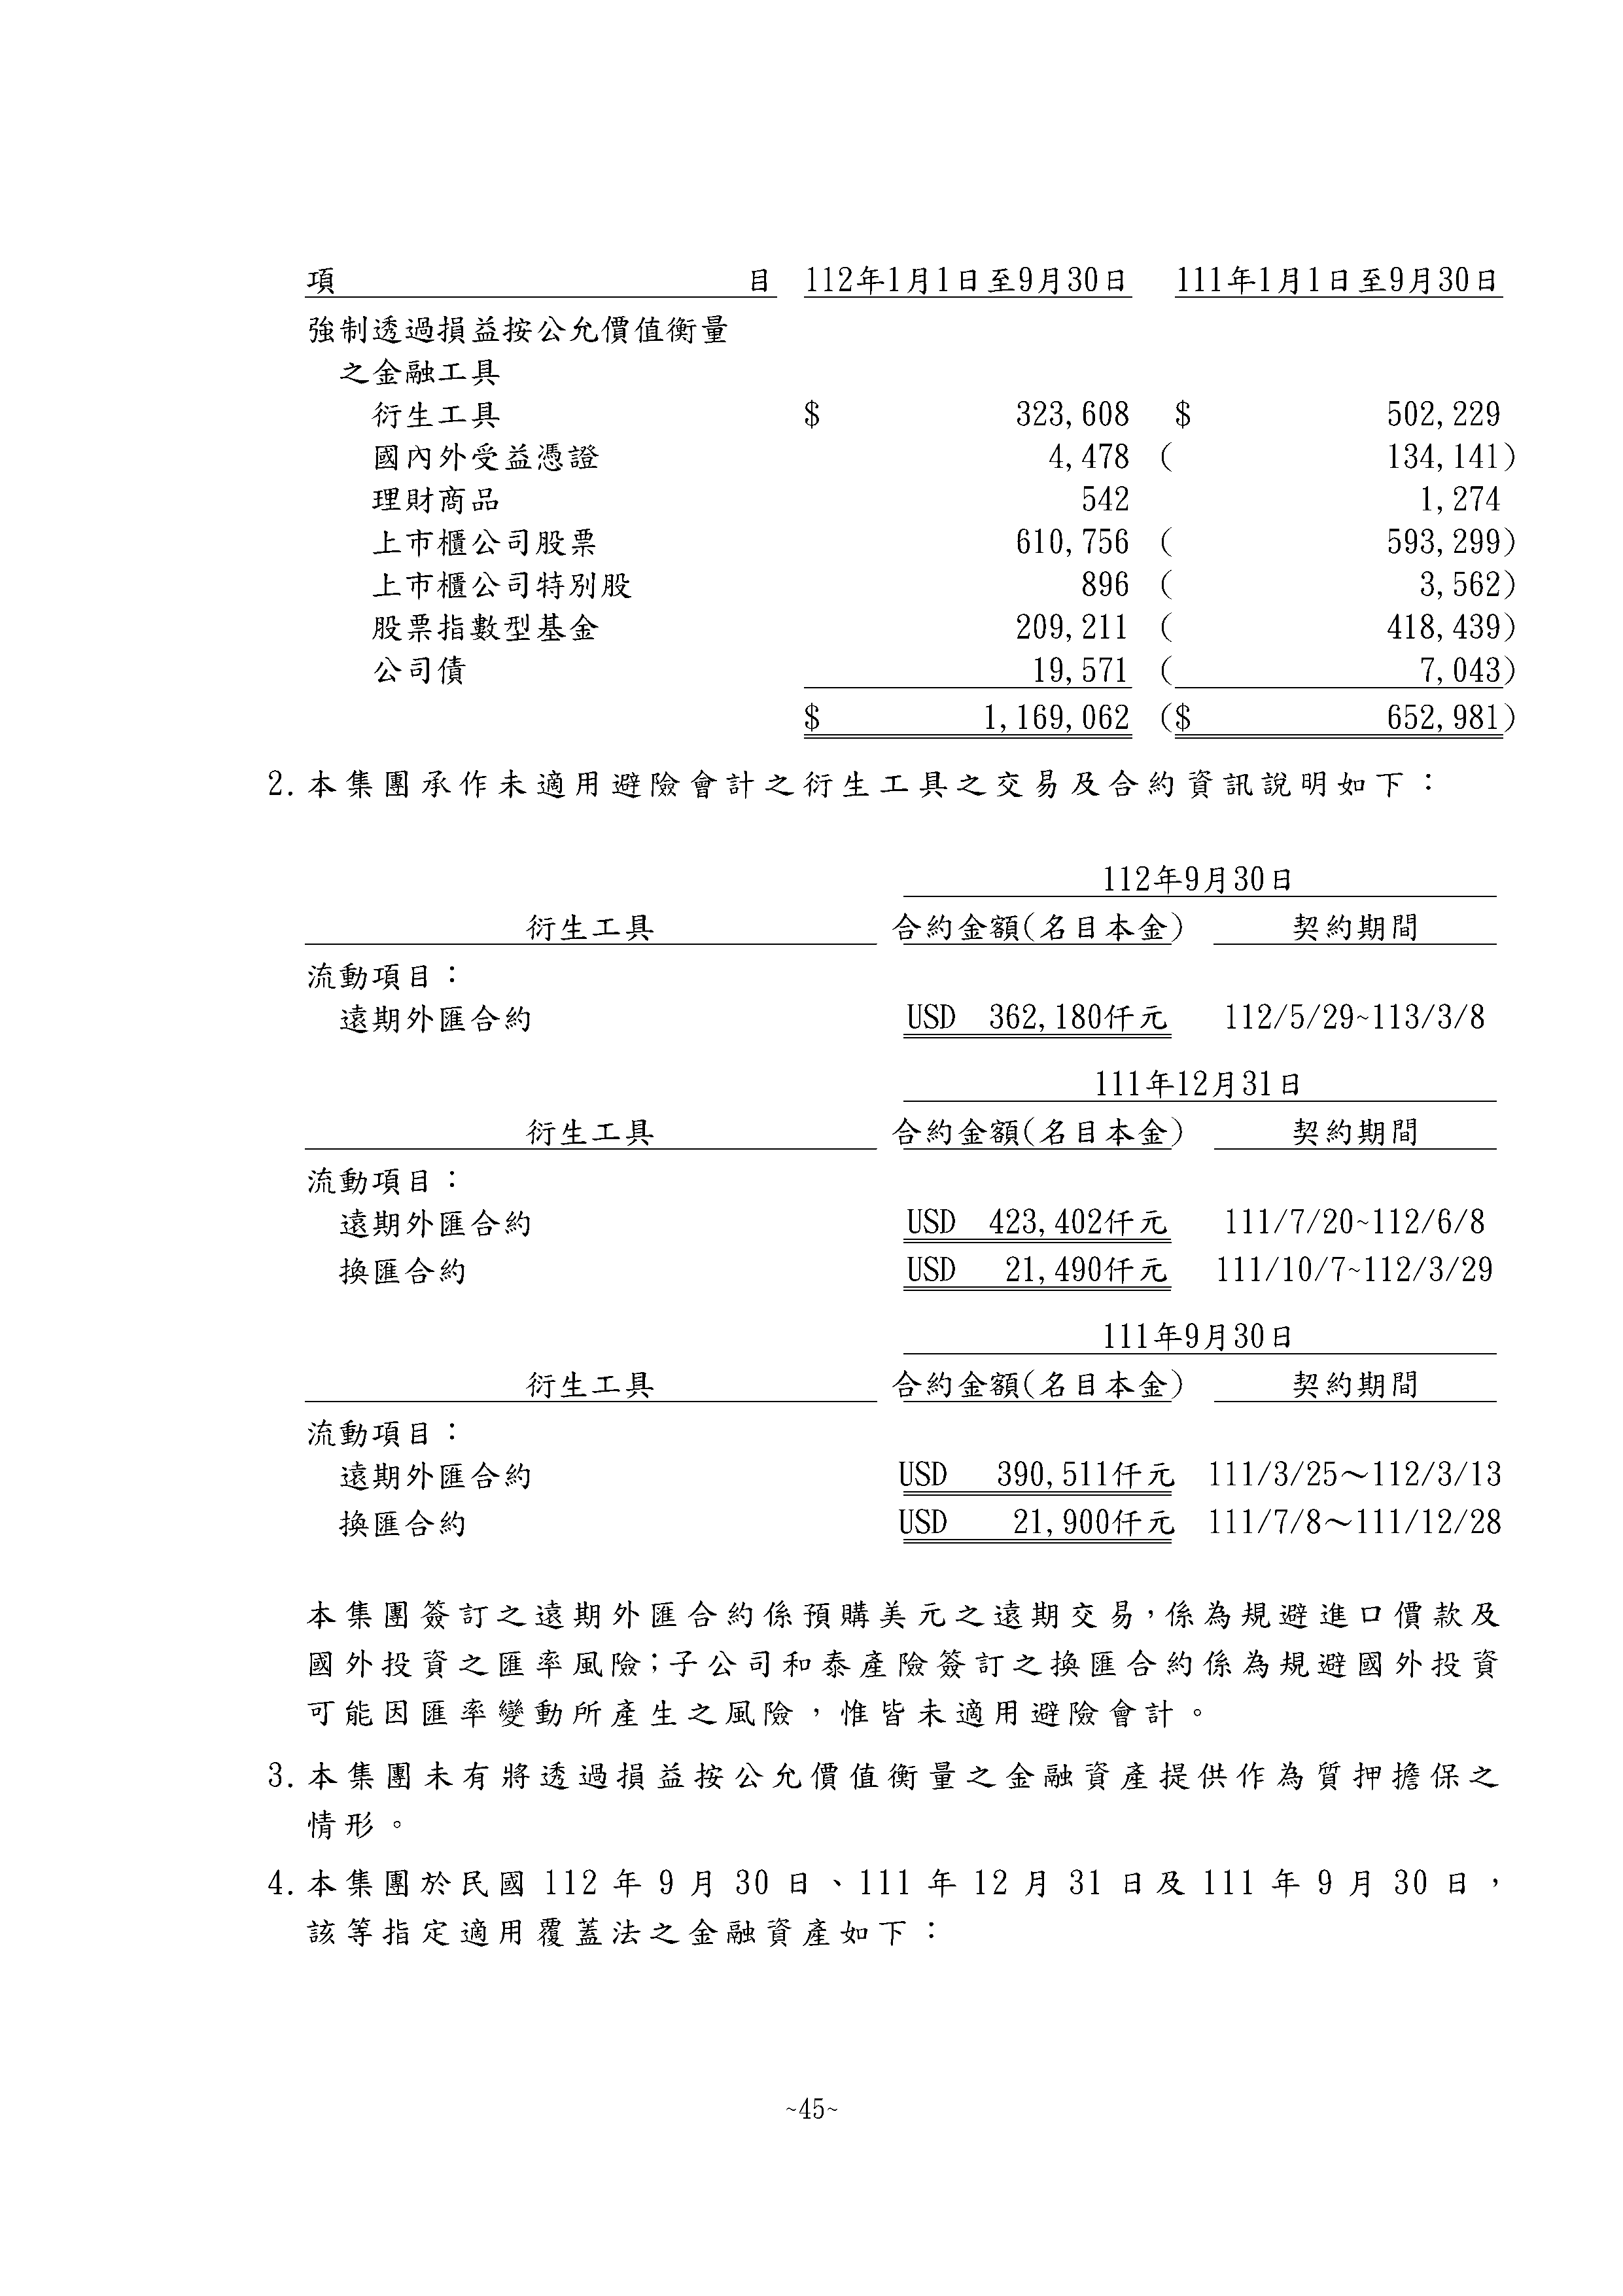 項 目 112年1月1日至9月30日 111年1月1日至9月30日
強制透過損益按公允價值衡量
之金融工具
衍生工具 $ 323,608 $ 502,229
國內外受益憑證 4,478 ( 134,141)
理財商品 542 1,274
上市櫃公司股票 610,756 ( 593,299)
上市櫃公司特別股 896 ( 3,562)
股票指數型基金 209,211 ( 418,439)
公司債 19,571 ( 7,043)
$ 1,169,062 ($ 652,981)
2.本集團承作未適用避險會計之衍生工具之交易及合約資訊說明如下：
112年9月30日
衍生工具 合約金額(名目本金) 契約期間
流動項目：
遠期外匯合約 USD 362,180仟元 112/5/29~113/3/8
111年12月31日
衍生工具 合約金額(名目本金) 契約期間
流動項目：
遠期外匯合約 USD 423,402仟元 111/7/20~112/6/8
換匯合約 USD 21,490仟元 111/10/7~112/3/29
111年9月30日
衍生工具 合約金額(名目本金) 契約期間
流動項目：
遠期外匯合約 USD 390,511仟元 111/3/25～112/3/13
換匯合約 USD 21,900仟元 111/7/8～111/12/28
本集團簽訂之遠期外匯合約係預購美元之遠期交易，係為規避進口價款及
國外投資之匯率風險；子公司和泰產險簽訂之換匯合約係為規避國外投資
可能因匯率變動所產生之風險，惟皆未適用避險會計。
3.本集團未有將透過損益按公允價值衡量之金融資產提供作為質押擔保之
情形。
4.本集團於民國 112 年 9 月 30 日、111 年 12 月 31 日及 111 年 9 月 30 日，
該等指定適用覆蓋法之金融資產如下：
~45~